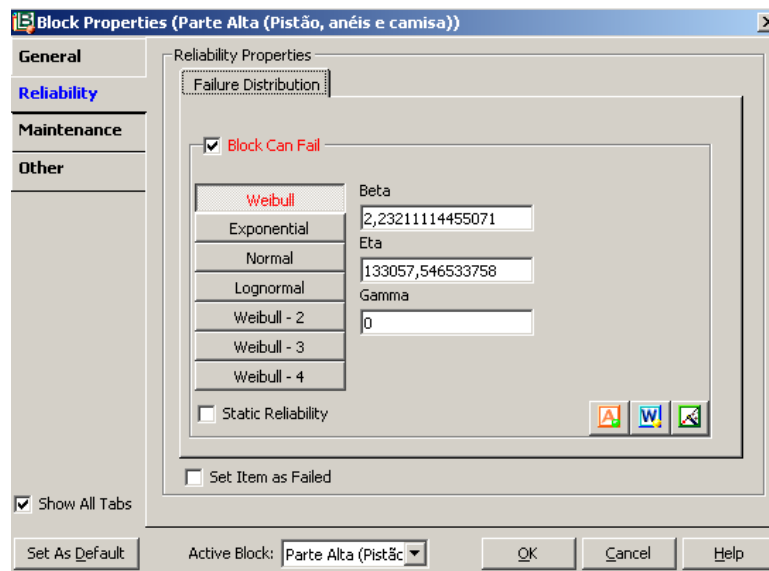 Block Properties (Parte Alta (Pistão, anéis e camisa))
General
Reliability
Maintenance
Other
Reliability Properties
Failure Distribution
Block Can Fail
Weibull
Exponential
Normal
Lognormal
Weibull - 2
Weibull - 3
Weibull - 4
Beta
2,23211114455071
Eta
133057,546533758
Gamma
0
Static Reliability
A W
Set Item as Failed
Show All Tabs
Set As Default
Active Block: Parte Alta (Pistãc
OK
Cancel
Help